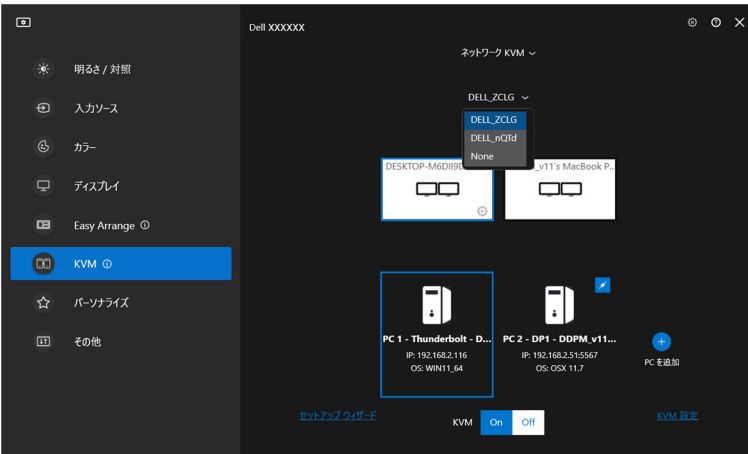 Dell XXXXXX
明るさ / 対照
入力ソース
カラー
ディスプレイ
Easy Arrange
KVM
パーソナライズ
その他
ネットワーク KVM
DELL_ZCLG
DELL_ZCLG
DELL_nQTd
None
DESKTOP-M6DII9D
_v11's MacBook P...
PC 1 - Thunderbolt - D...
IP: 192.168.2.116
OS: WIN11_64
PC 2 - DP1 - DDPM_v11...
IP: 192.168.2.51:5567
OS: OSX 11.7
PC を追加
セットアップ ウィザード
KVM On Off
KVM 設定